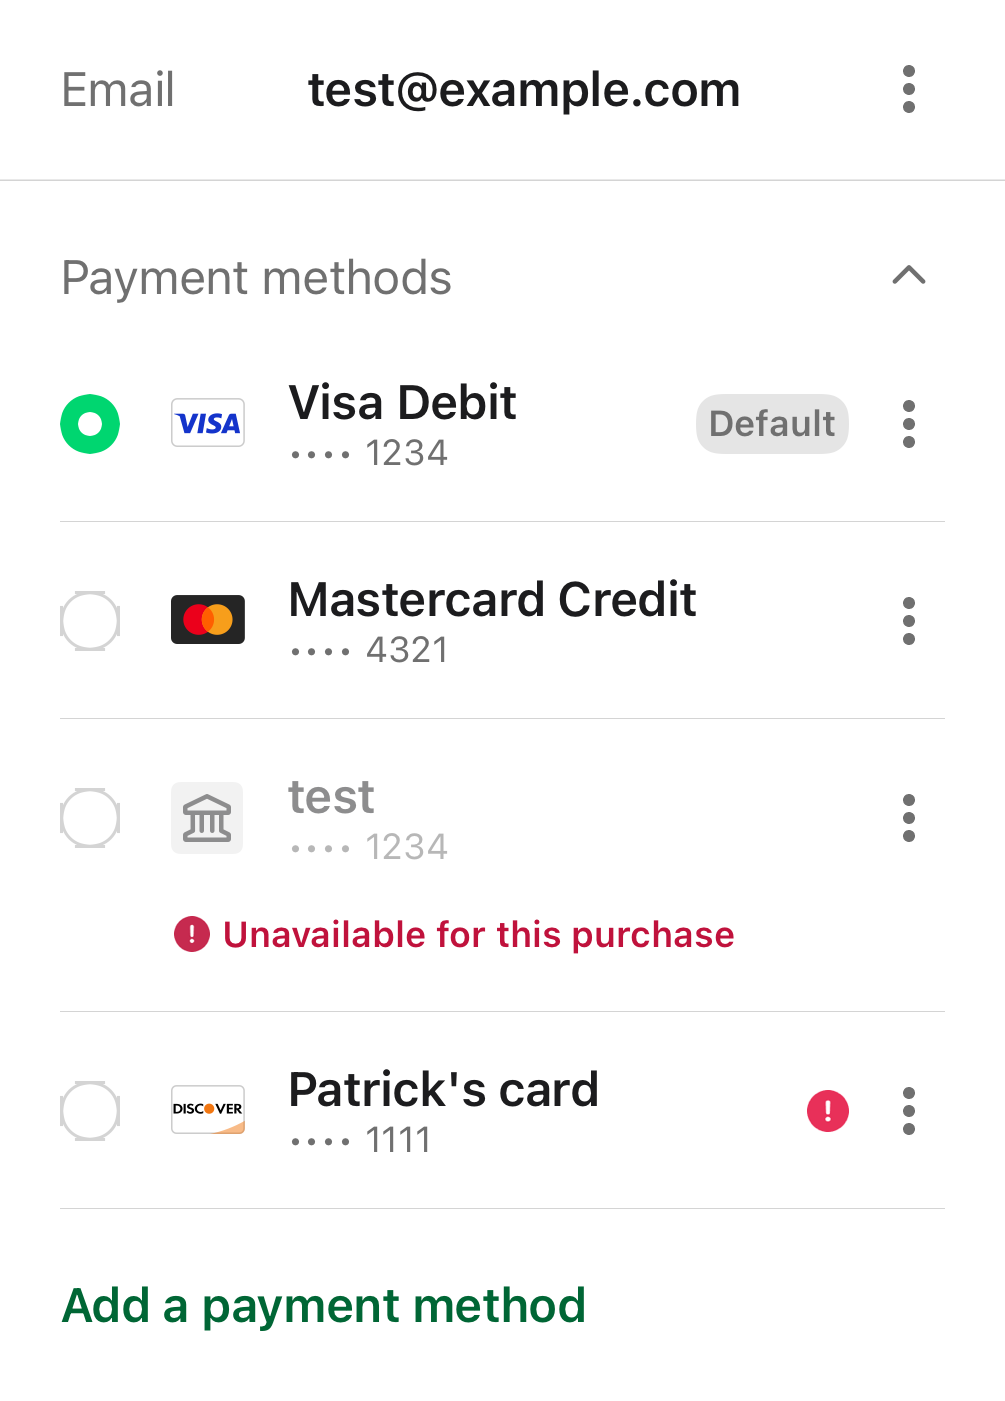 Email test@example.com
Payment methods
VISA Visa Debit Default
•••• 1234
Mastercard Credit
•••• 4321
test
•••• 1234
! Unavailable for this purchase
DISCOVER Patrick's card !
•••• 1111
Add a payment method